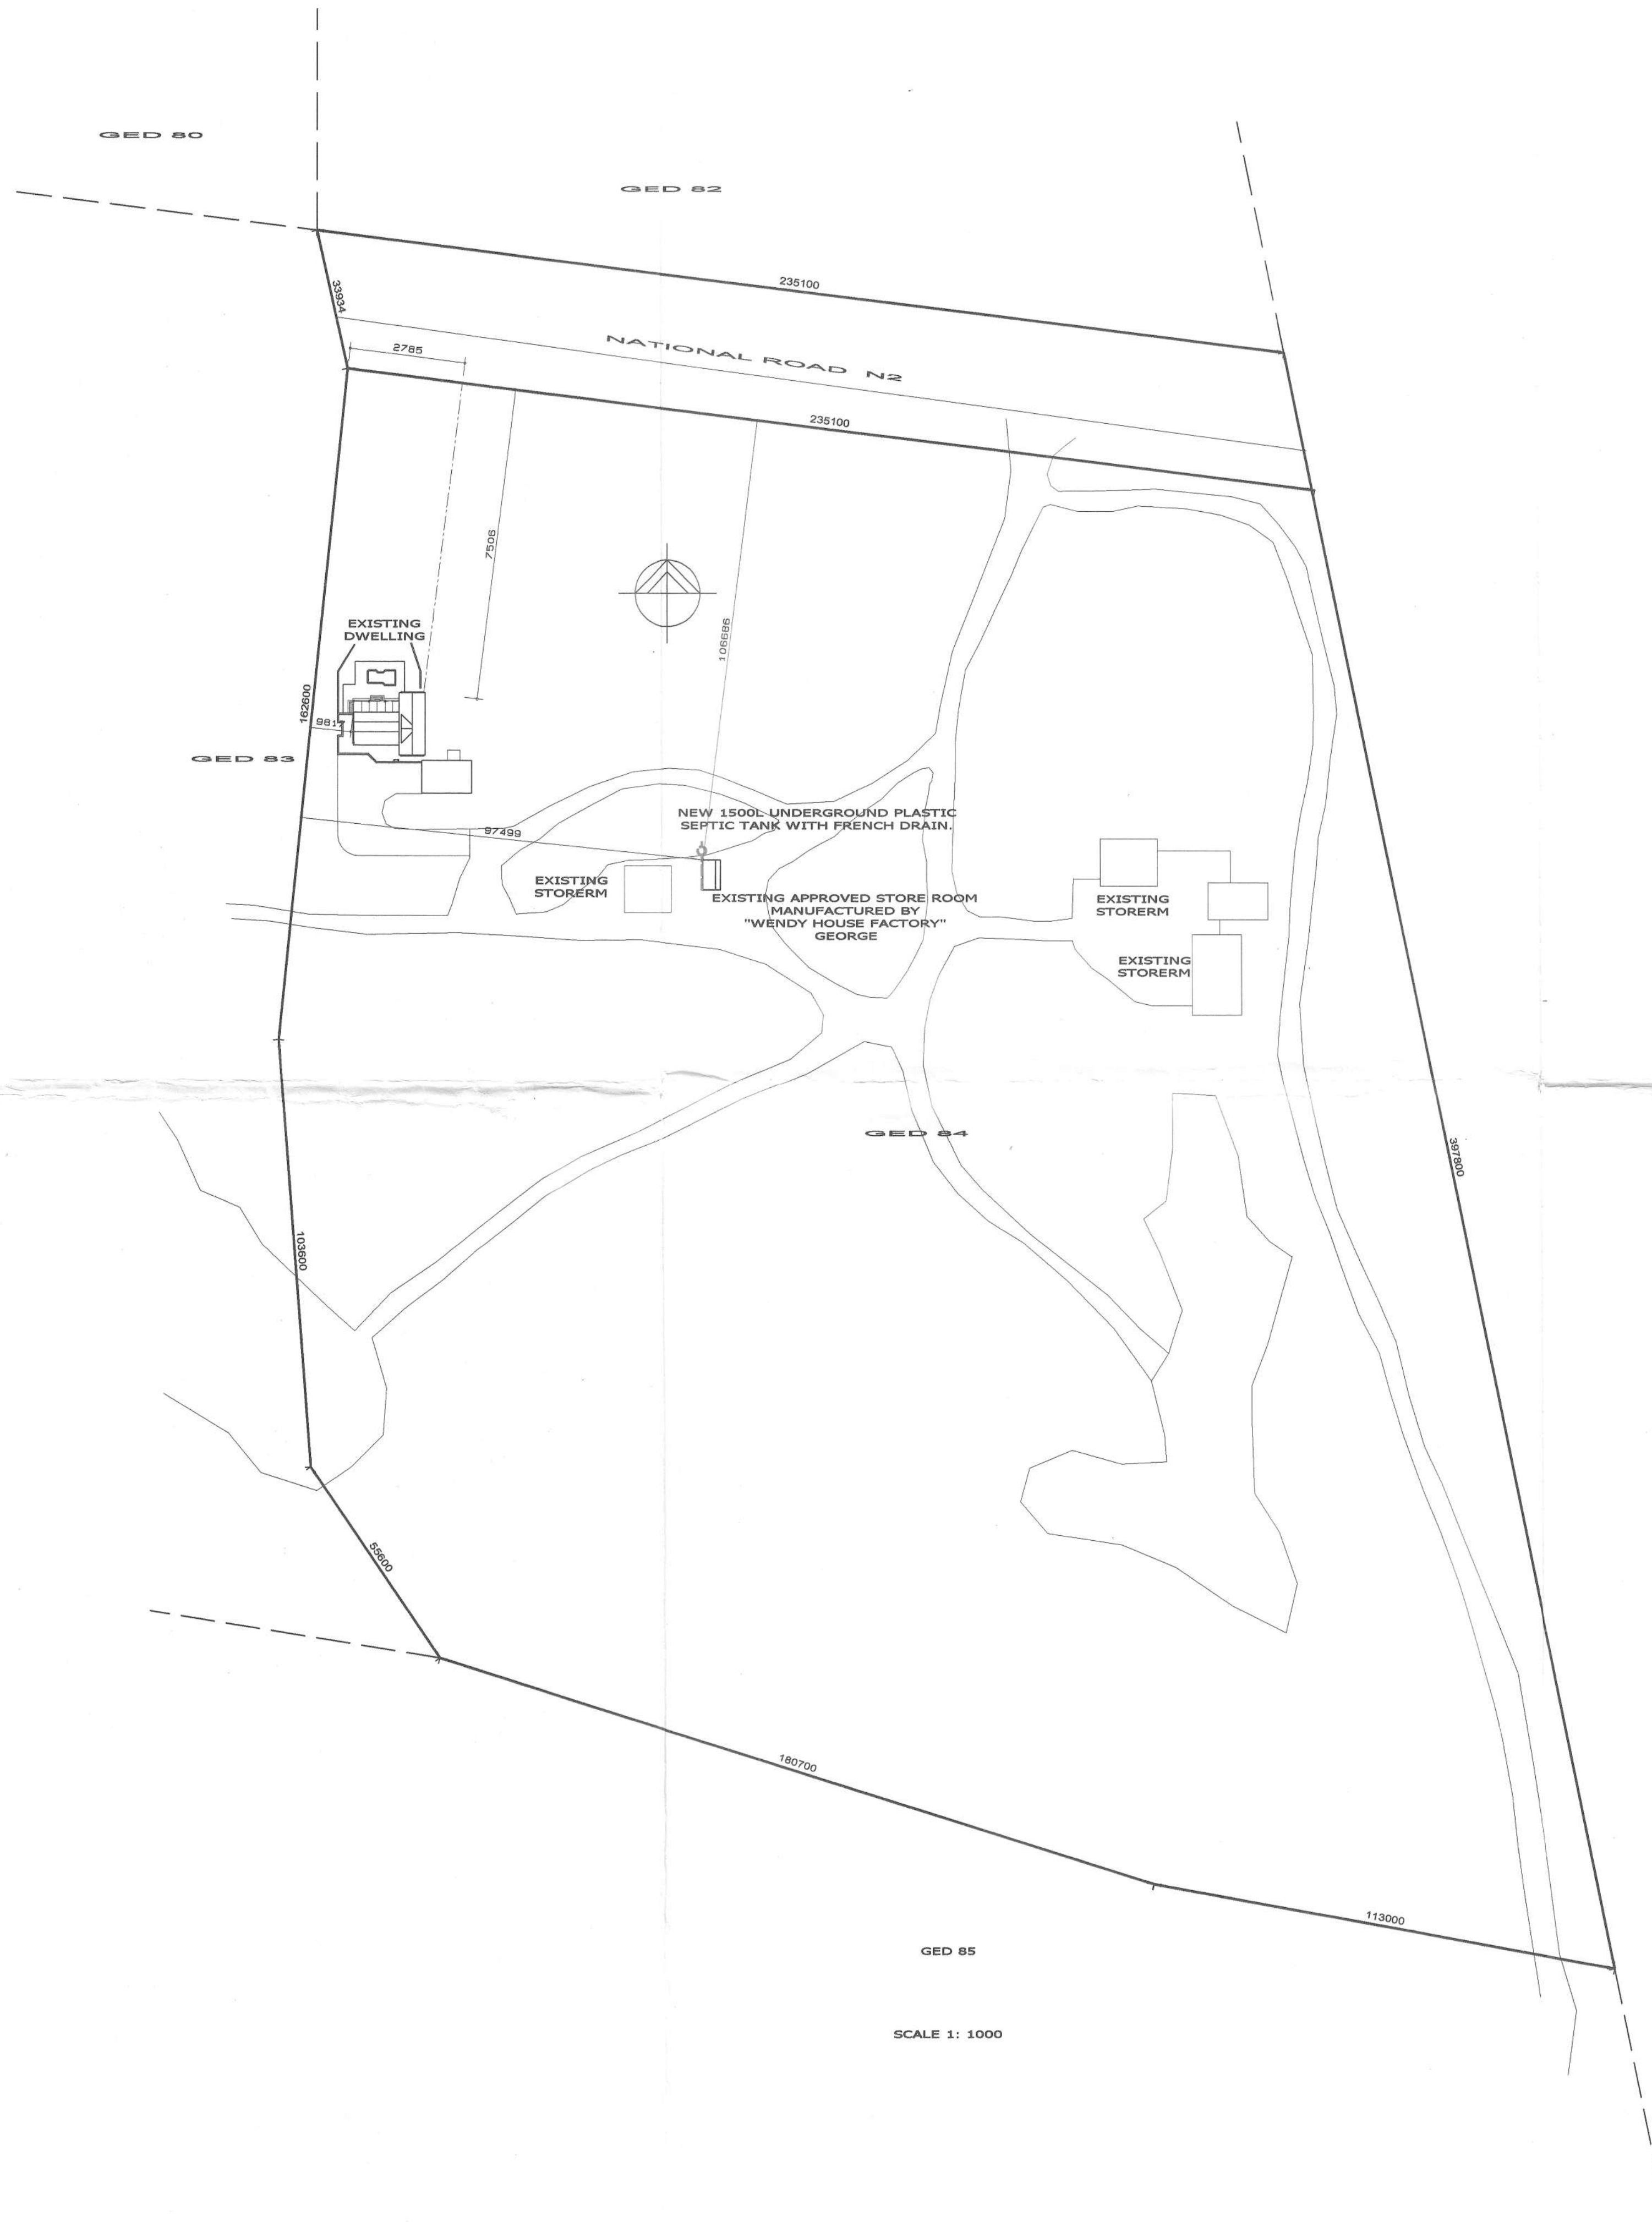 GED 80
GED 82
235100
33934
NATIONAL ROAD N2
2785
235100
7506
106686
EXISTING
DWELLING
162600
9817
GED 83
NEW 1500L UNDERGROUND PLASTIC
SEPTIC TANK WITH FRENCH DRAIN.
97499
EXISTING
STORERM
EXISTING APPROVED STORE ROOM
MANUFACTURED BY
"WENDY HOUSE FACTORY"
GEORGE
EXISTING
STORERM
EXISTING
STORERM
GED 84
397800
103900
55600
180700
113000
GED 85
SCALE 1: 1000